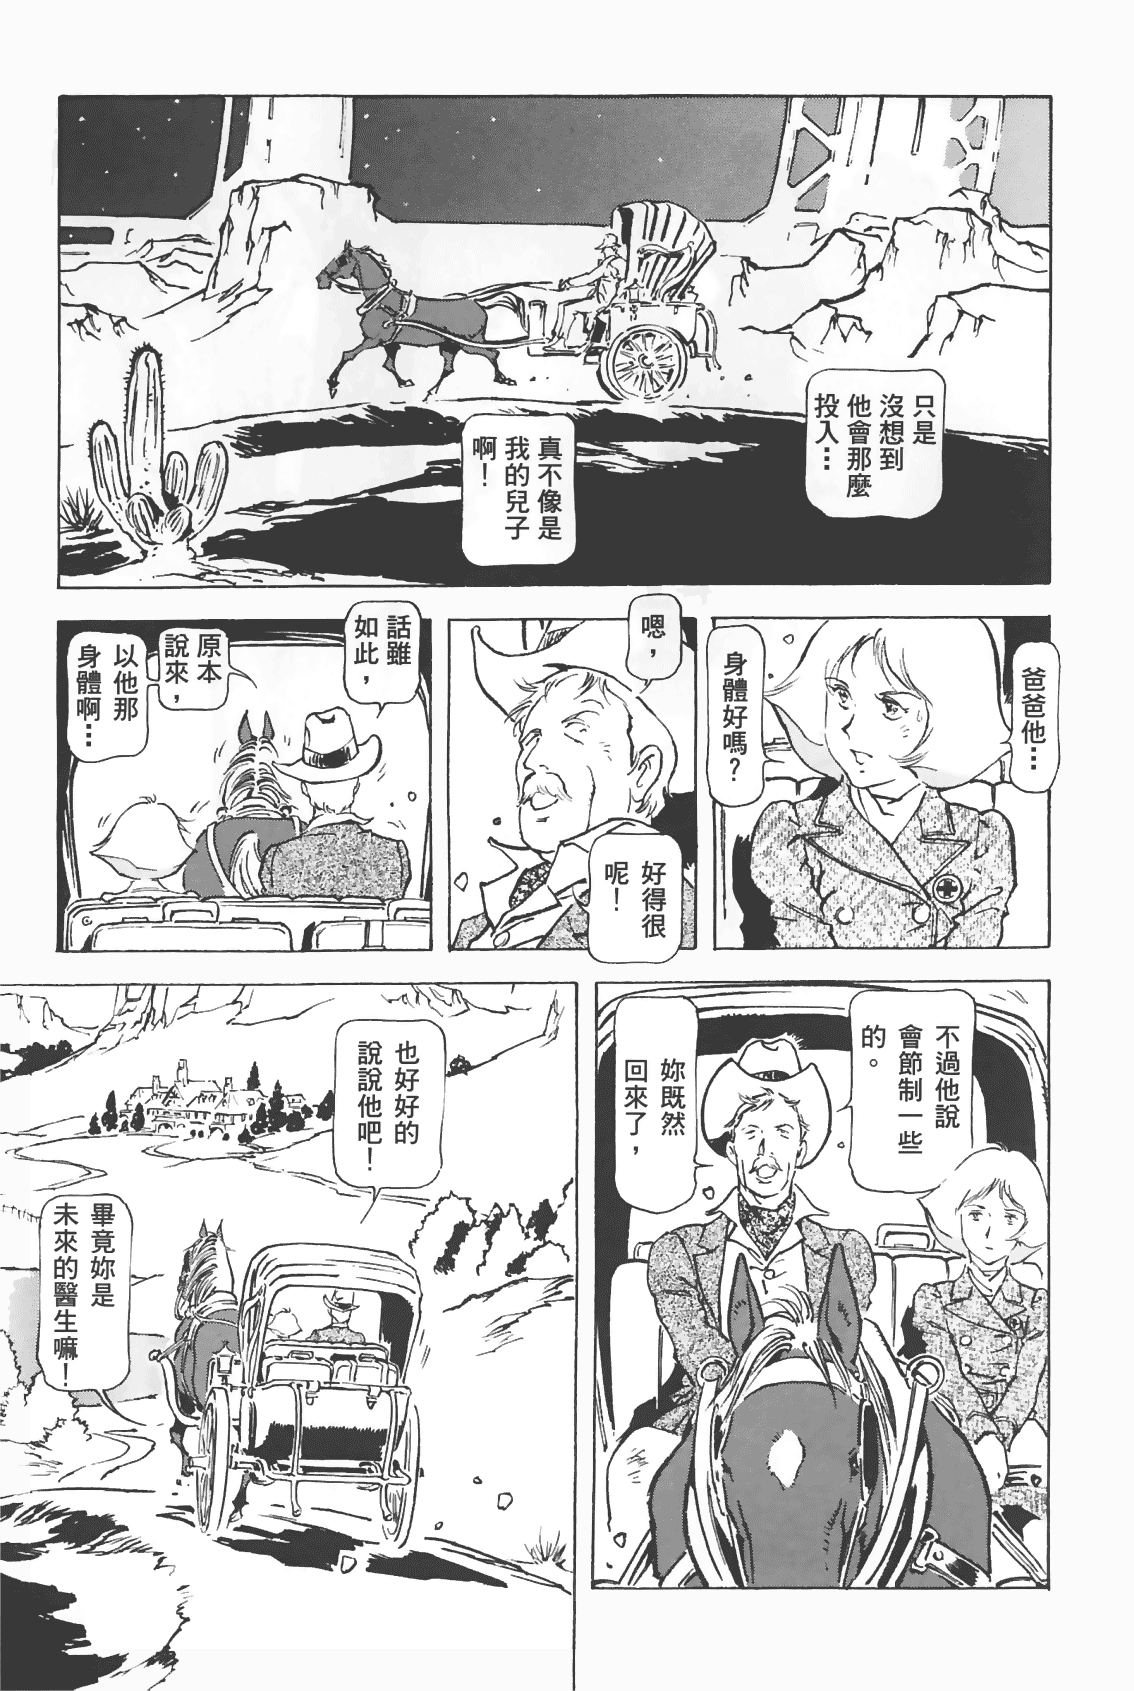 只是
沒想到
他會那麼
投入…
真不像是
我的兒子
啊！
爸爸他…
身體好嗎？
嗯，
好得很
呢！
話雖
如此，
原本
說來，
以他那
身體啊…
不過他說
會節制一些
的。
妳既然
回來了，
也好好的
說說他吧！
畢竟妳是
未來的醫生嘛！